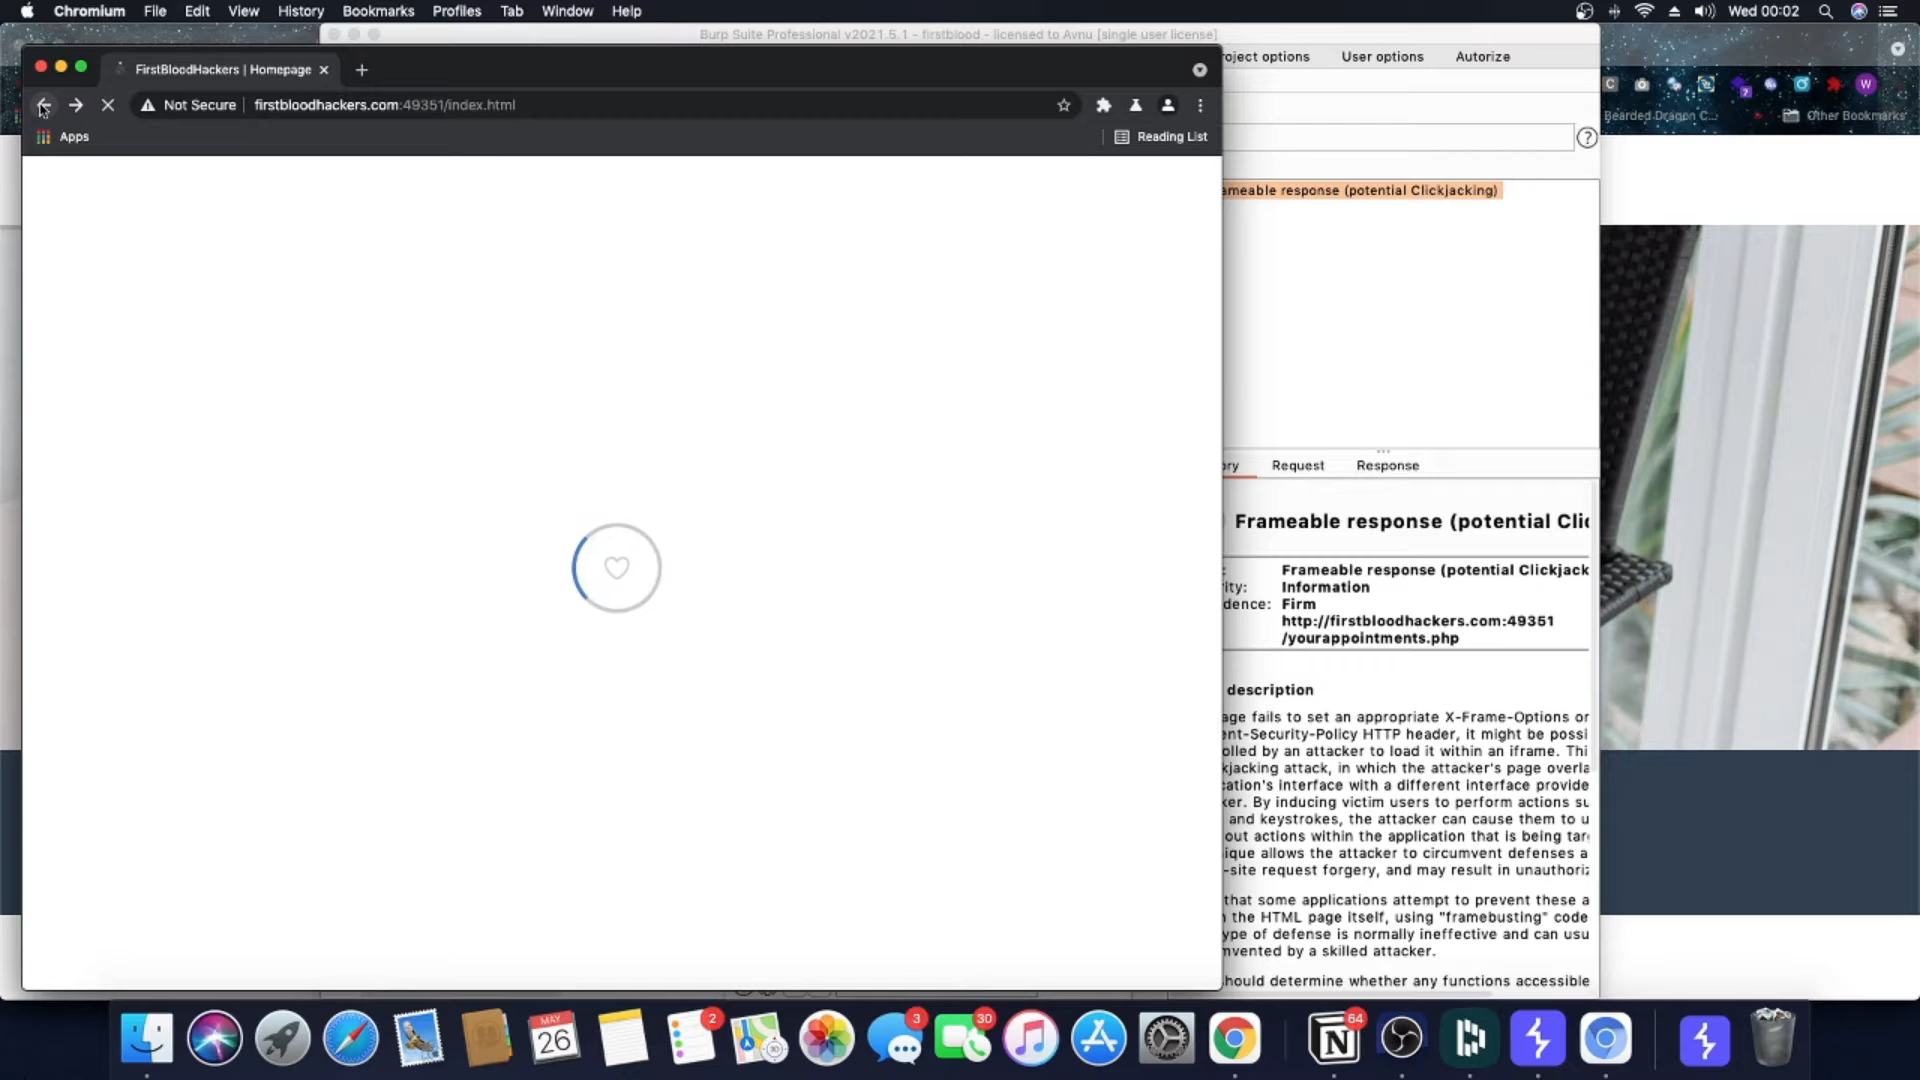 Chromium File Edit View History Bookmarks Profiles Tab Window Help Wed 00:02
Burp Suite Professional v2021.5.1 - firstblood - licensed to Avnu [single user license]
FirstBloodHackers | Homepage
roject options User options Autorize
Not Secure firstbloodhackers.com:49351/index.html
Bearded Dragon C... Other Bookmarks
Apps Reading List
ameable response (potential Clickjacking)
ory Request Response
Frameable response (potential Clic
: Frameable response (potential Clickjack
ity: Information
dence: Firm
http://firstbloodhackers.com:49351
/yourappointments.php
description
age fails to set an appropriate X-Frame-Options or
ent-Security-Policy HTTP header, it might be possi
olled by an attacker to load it within an iframe. Thi
kjacking attack, in which the attacker's page overla
cation's interface with a different interface provide
ker. By inducing victim users to perform actions su
and keystrokes, the attacker can cause them to u
out actions within the application that is being tar
ique allows the attacker to circumvent defenses a
-site request forgery, and may result in unauthoriz
that some applications attempt to prevent these a
n the HTML page itself, using "framebusting" code
ype of defense is normally ineffective and can usu
mvented by a skilled attacker.
hould determine whether any functions accessible
MAY
26
2
3
30
64